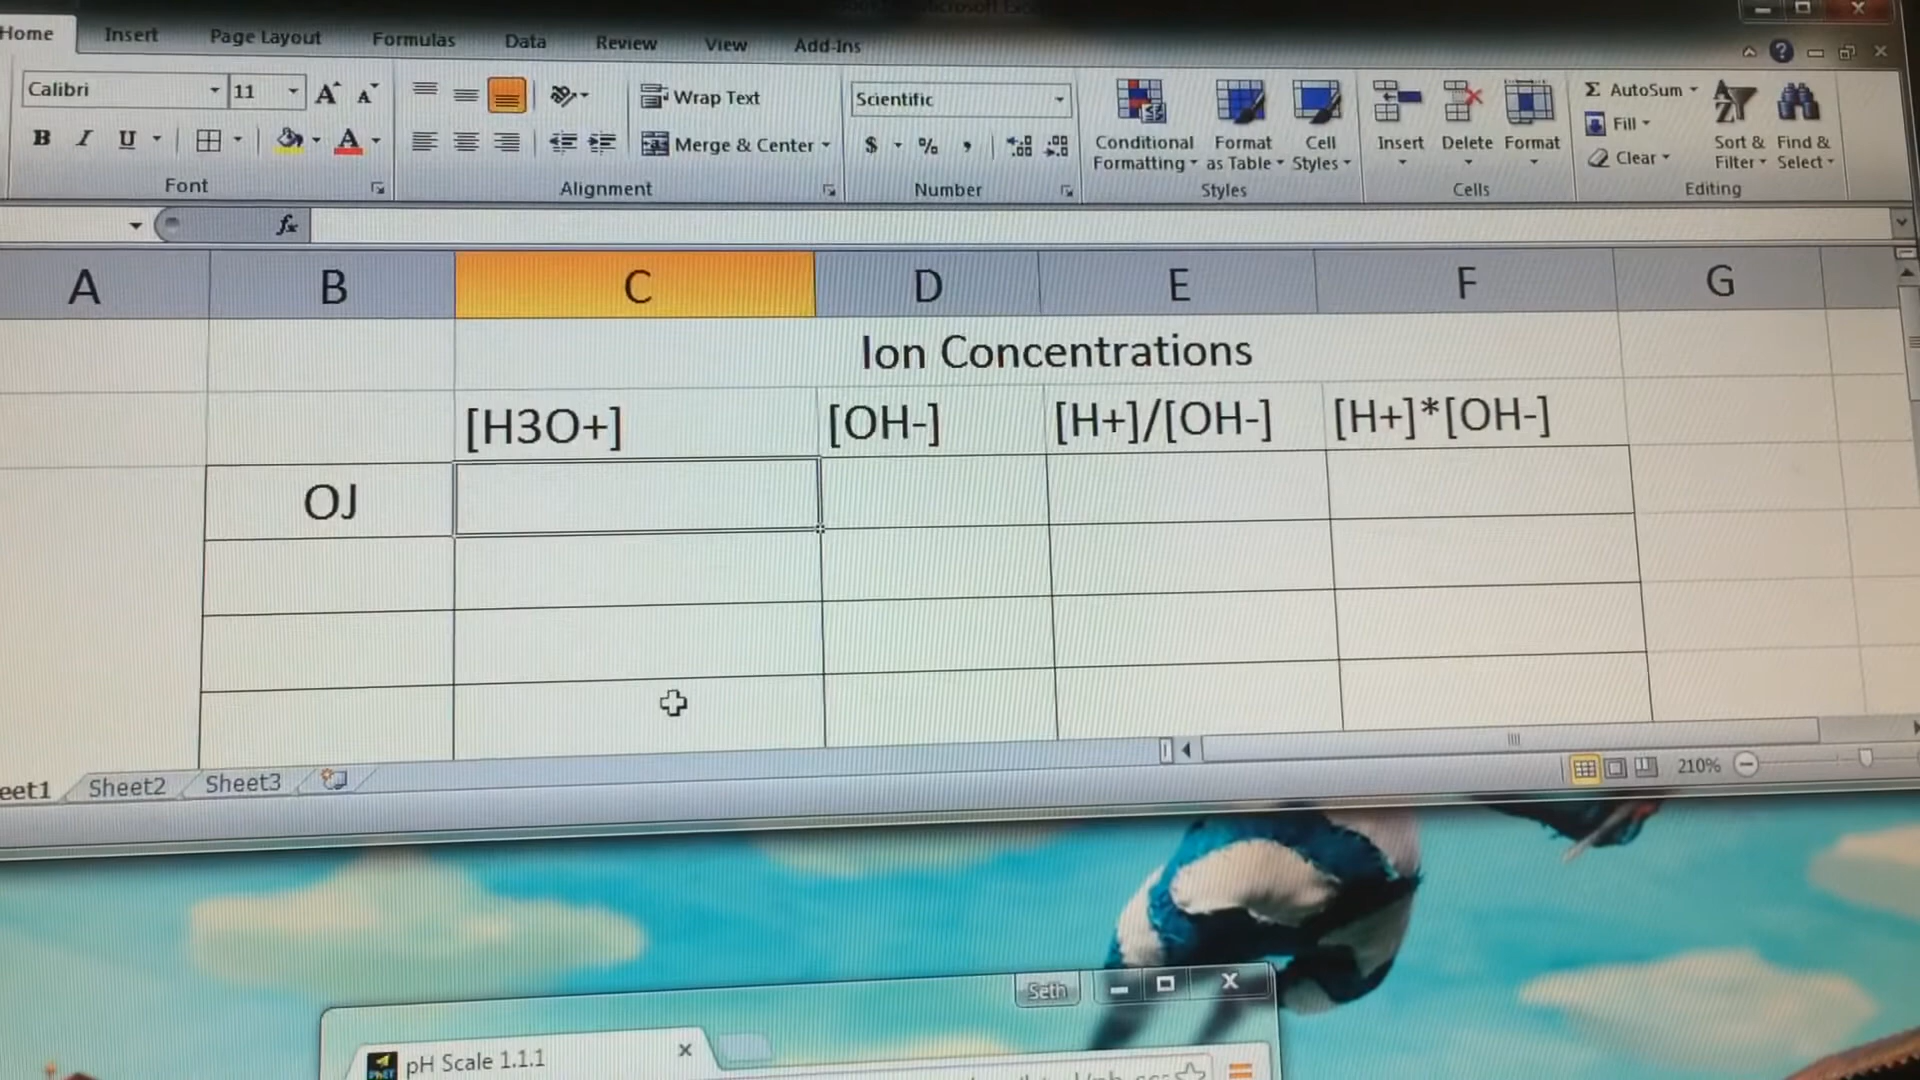 Home Insert Page Layout Formulas Data Review View Add-Ins
Calibri 11 A A Wrap Text Scientific AutoSum
B I U A Merge & Center $ % , Conditional Formatting Format as Table Cell Styles Insert Delete Format Fill Clear Sort & Filter Find & Select
Font Alignment Number Styles Cells Editing
fx
A B C D E F G
Ion Concentrations
[H3O+] [OH-] [H+]/[OH-] [H+]*[OH-]
OJ
eet1 Sheet2 Sheet3 210%
Seth
pH Scale 1.1.1